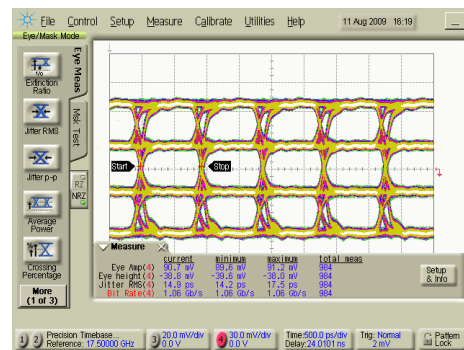 File Control Setup Measure Calibrate Utilities Help 11 Aug 2009 16:19
Eye/Mask Mode
Eye Meas
Msk Test
RZ
NRZ
1/0
Extinction
Ratio
Jitter RMS
Jitter p-p
Average
Power
Crossing
Percentage
More
(1 of 3)
Start
Stop
Measure
current minimum maximum total meas
Eye Amp(4) 90.7 mV 89.6 mV 91.2 mV 984
Eye height(4) -38.8 mV -39.6 mV -38.0 mV 984
Jitter RMS(4) 14.9 ps 14.2 ps 17.5 ps 984
Bit Rate(4) 1.06 Gb/s 1.06 Gb/s 1.06 Gb/s 984
Setup
& Info
1 2 Precision Timebase...
Reference: 17.50000 GHz
3 20.0 mV/div
0.0 V
4 30.0 mV/div
0.0 V
Time:500.0 ps/div
Delay:24.0101 ns
Trig: Normal
2 mV
Pattern
Lock